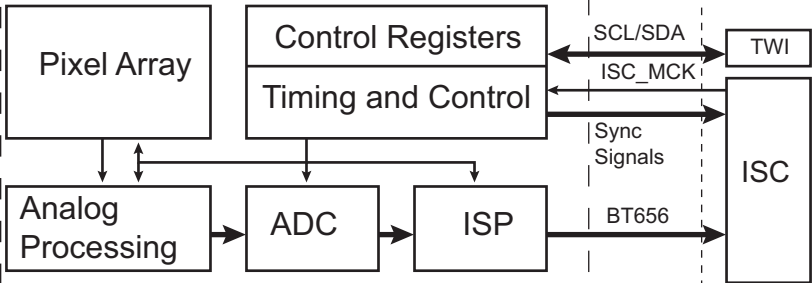 Pixel Array
Control Registers
Timing and Control
SCL/SDA
TWI
ISC_MCK
Sync
Signals
ISC
Analog
Processing
ADC
ISP
BT656